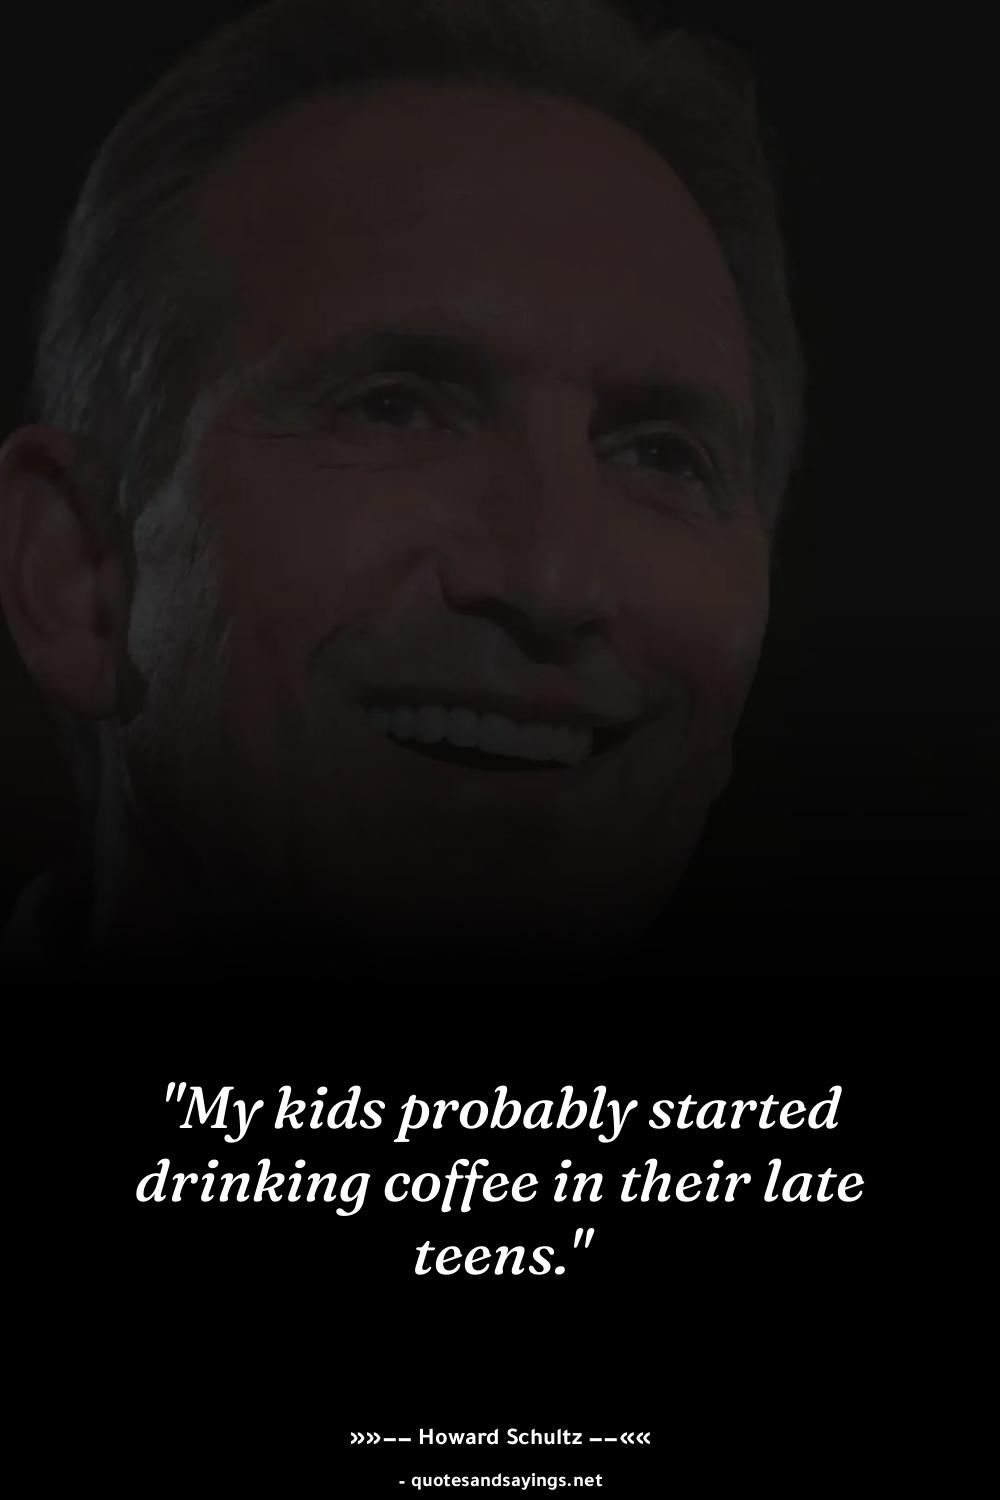 "My kids probably started
drinking coffee in their late
teens."
»»−− Howard Schultz −−««
- quotesandsayings.net